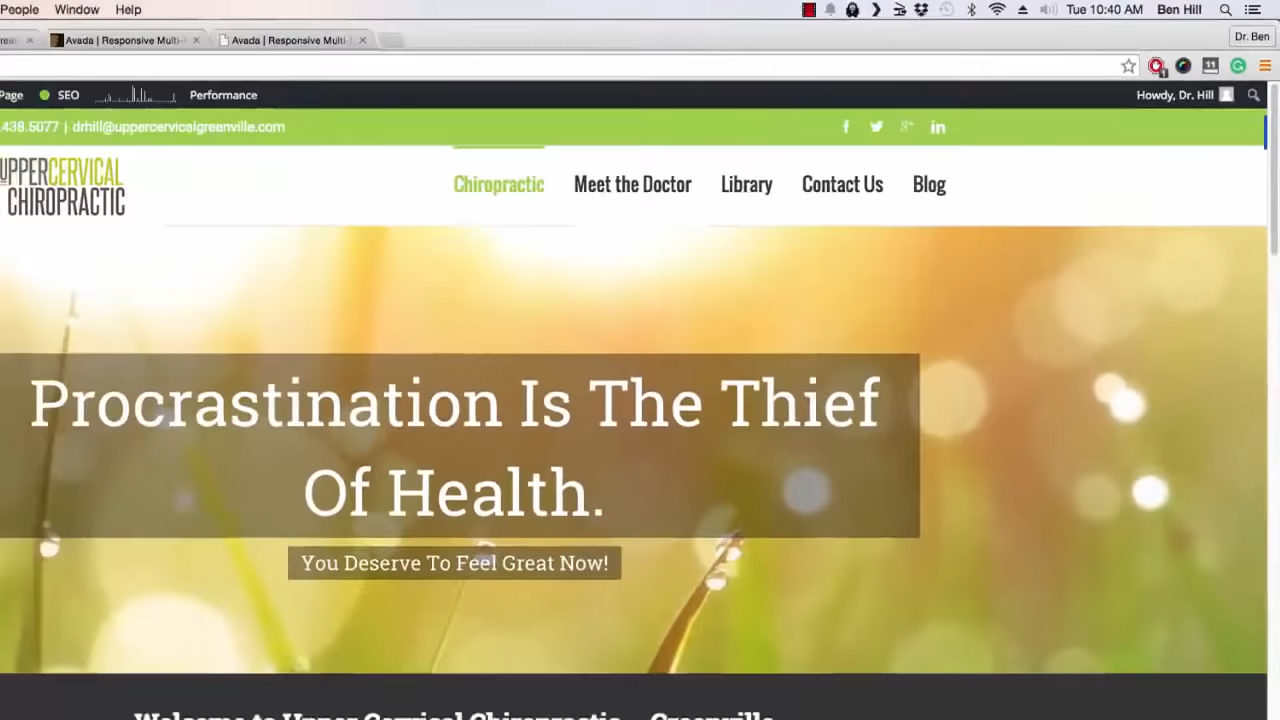 People Window Help Tue 10:40 AM Ben Hill
Avada | Responsive Multi- Avada | Responsive Multi- Dr. Ben
11
Page SEO Performance Howdy, Dr. Hill
.438.5077 | drhill@uppercervicalgreenville.com
UPPERCERVICAL
CHIROPRACTIC
Chiropractic Meet the Doctor Library Contact Us Blog
Procrastination Is The Thief
Of Health.
You Deserve To Feel Great Now!
Welcome to Upper Cervical Chiropractic – Greenville